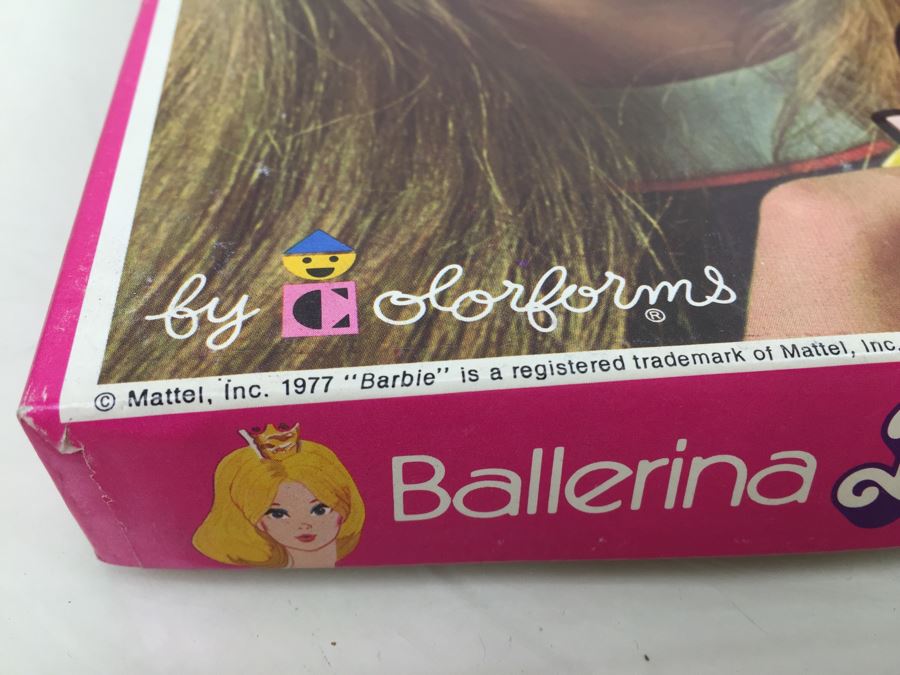 by Colorforms®
© Mattel, Inc. 1977 "Barbie" is a registered trademark of Mattel, Inc.
Ballerina